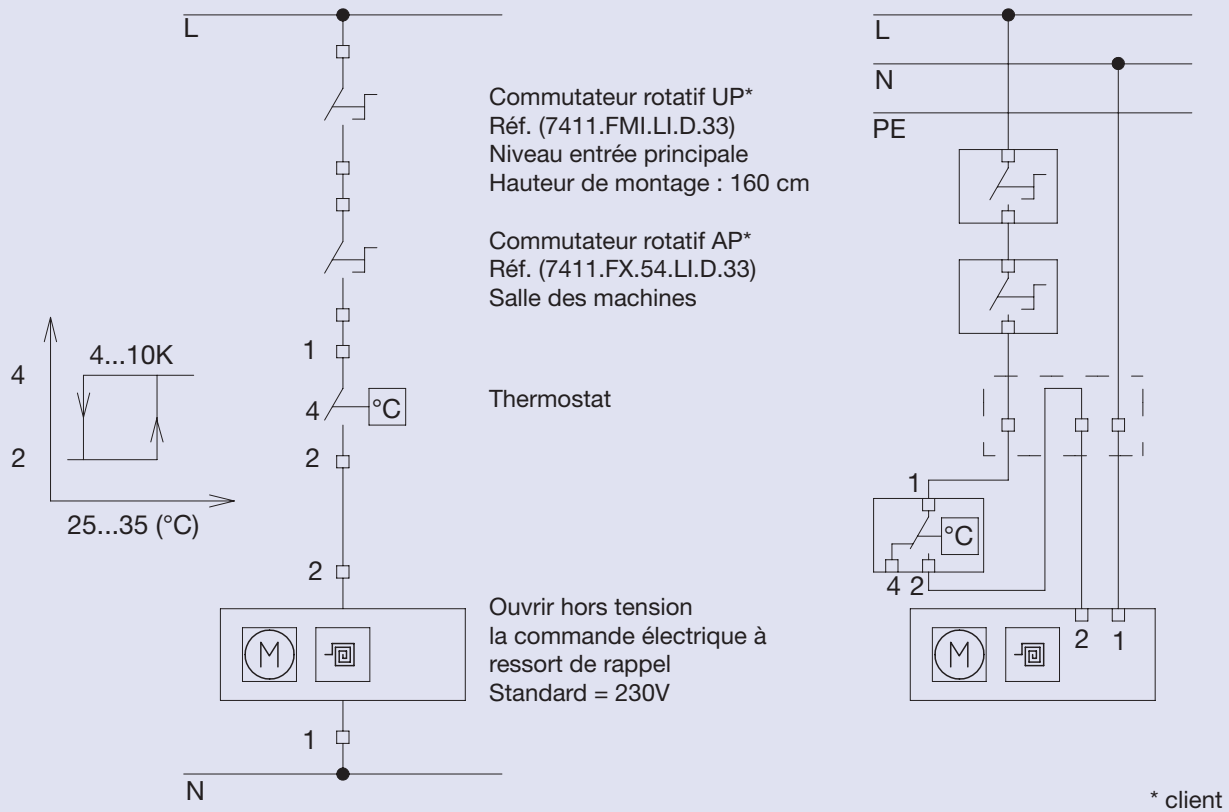 L
Commutateur rotatif UP*
Réf. (7411.FMI.LI.D.33)
Niveau entrée principale
Hauteur de montage : 160 cm
Commutateur rotatif AP*
Réf. (7411.FX.54.LI.D.33)
Salle des machines
1
4
°C
Thermostat
2
2
M
Ouvrir hors tension
la commande électrique à
ressort de rappel
Standard = 230V
1
N
4
4...10K
2
25...35 (°C)
L
N
PE
1
°C
4 2
M
2 1
* client